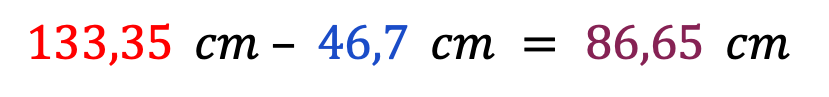 133,35 cm – 46,7 cm = 86,65 cm